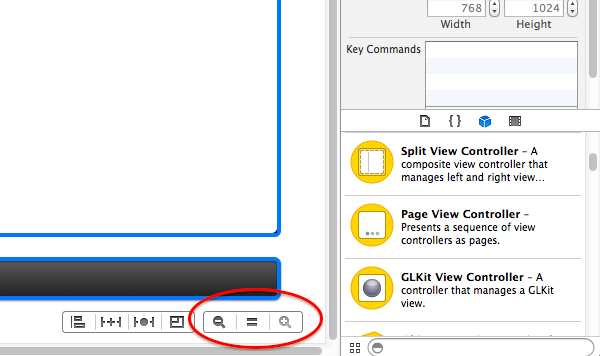 768
1024
Width
Height
Key Commands
{ }
Split View Controller – A
composite view controller that
manages left and right view...
Page View Controller –
Presents a sequence of view
controllers as pages.
GLKit View Controller – A
controller that manages a GLKit
view.